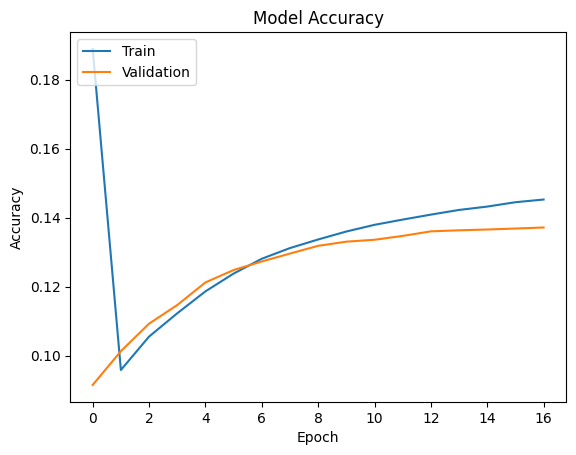 Model Accuracy
Train
Validation
0.18
0.16
0.14
0.12
0.10
Accuracy
0 2 4 6 8 10 12 14 16
Epoch